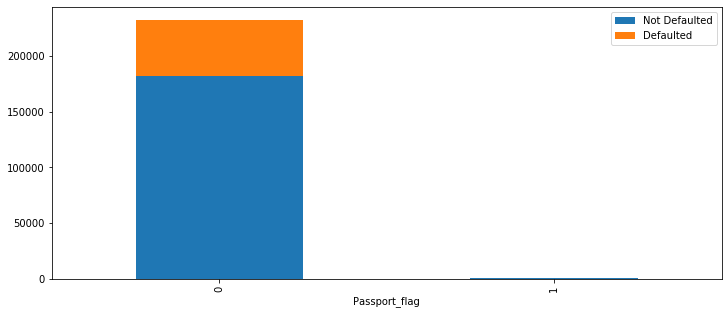 Not Defaulted
Defaulted
200000
150000
100000
50000
0
0
1
Passport_flag